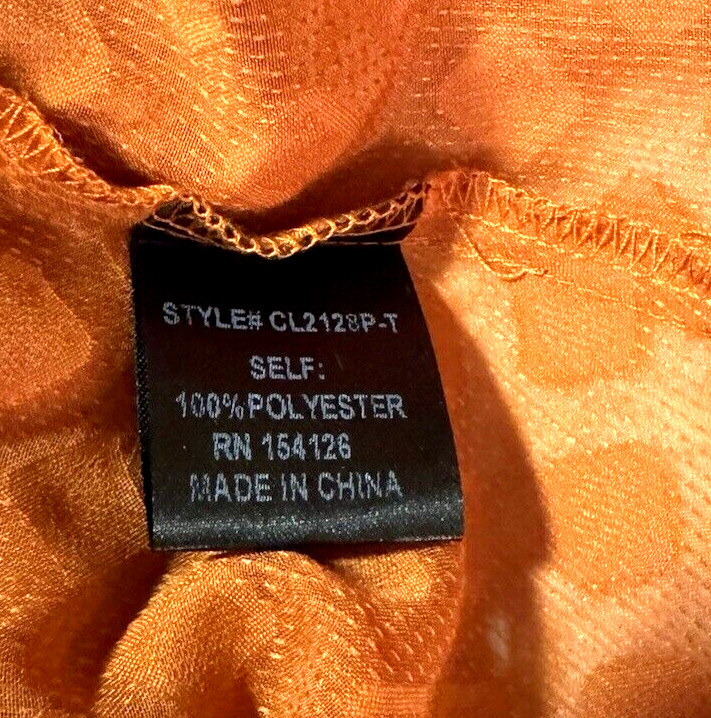 STYLE# CL2128P-T
SELF:
100%POLYESTER
RN 154126
MADE IN CHINA